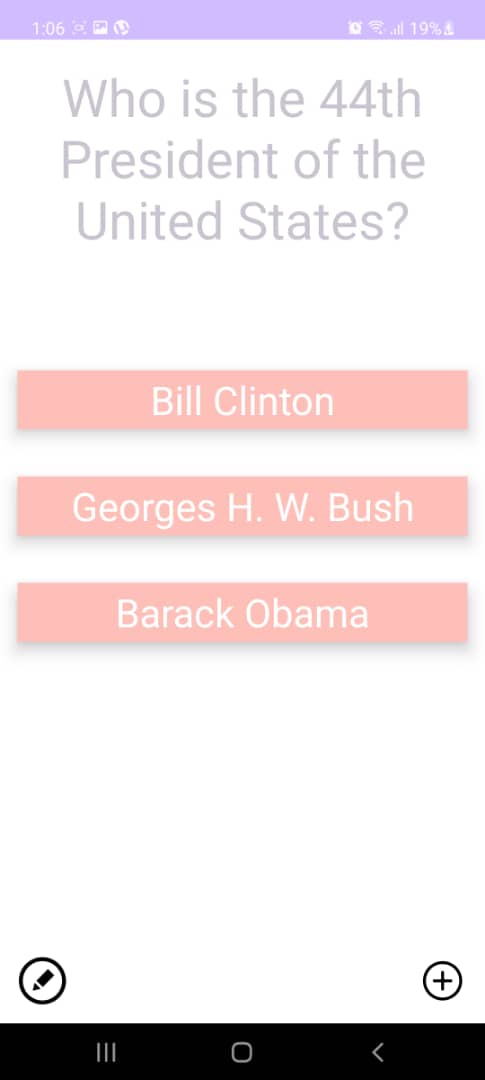 1:06 19%
Who is the 44th
President of the
United States?
Bill Clinton
Georges H. W. Bush
Barack Obama